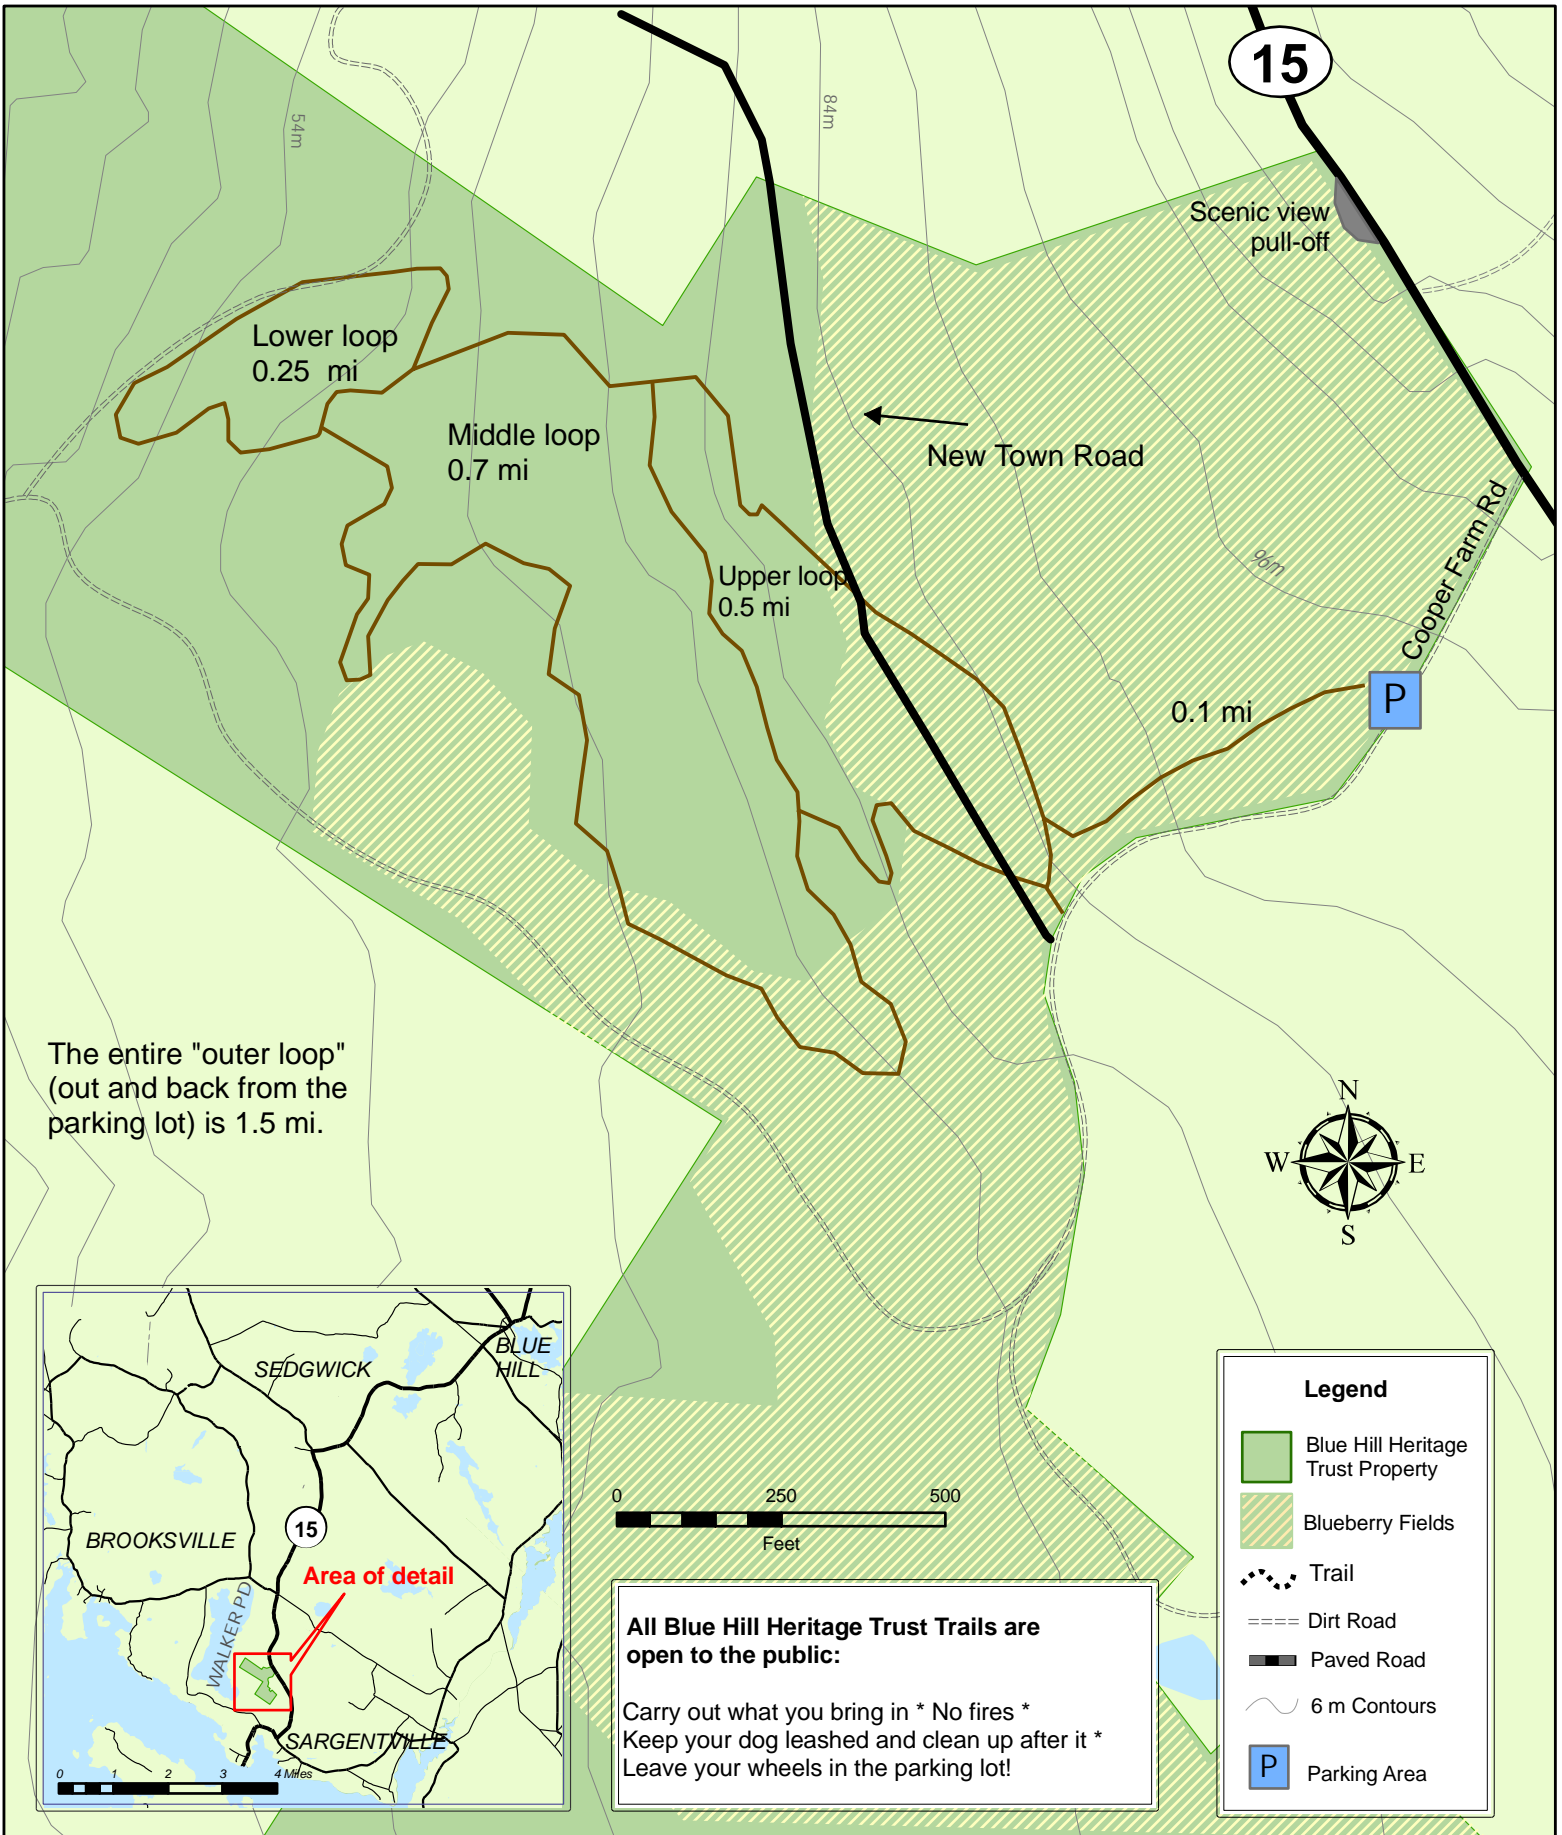 15
54m
84m
Scenic view
pull-off
Lower loop
0.25 mi
Middle loop
0.7 mi
New Town Road
Cooper Farm Rd
96m
Upper loop
0.5 mi
0.1 mi
P
The entire "outer loop"
(out and back from the
parking lot) is 1.5 mi.
N
W E
S
SEDGWICK
BLUE
HILL
BROOKSVILLE
15
Area of detail
WALKER PD
SARGENTVILLE
0 1 2 3 4 Miles
0 250 500
Feet
All Blue Hill Heritage Trust Trails are
open to the public:
Carry out what you bring in * No fires *
Keep your dog leashed and clean up after it *
Leave your wheels in the parking lot!
Legend
Blue Hill Heritage
Trust Property
Blueberry Fields
Trail
Dirt Road
Paved Road
6 m Contours
P Parking Area